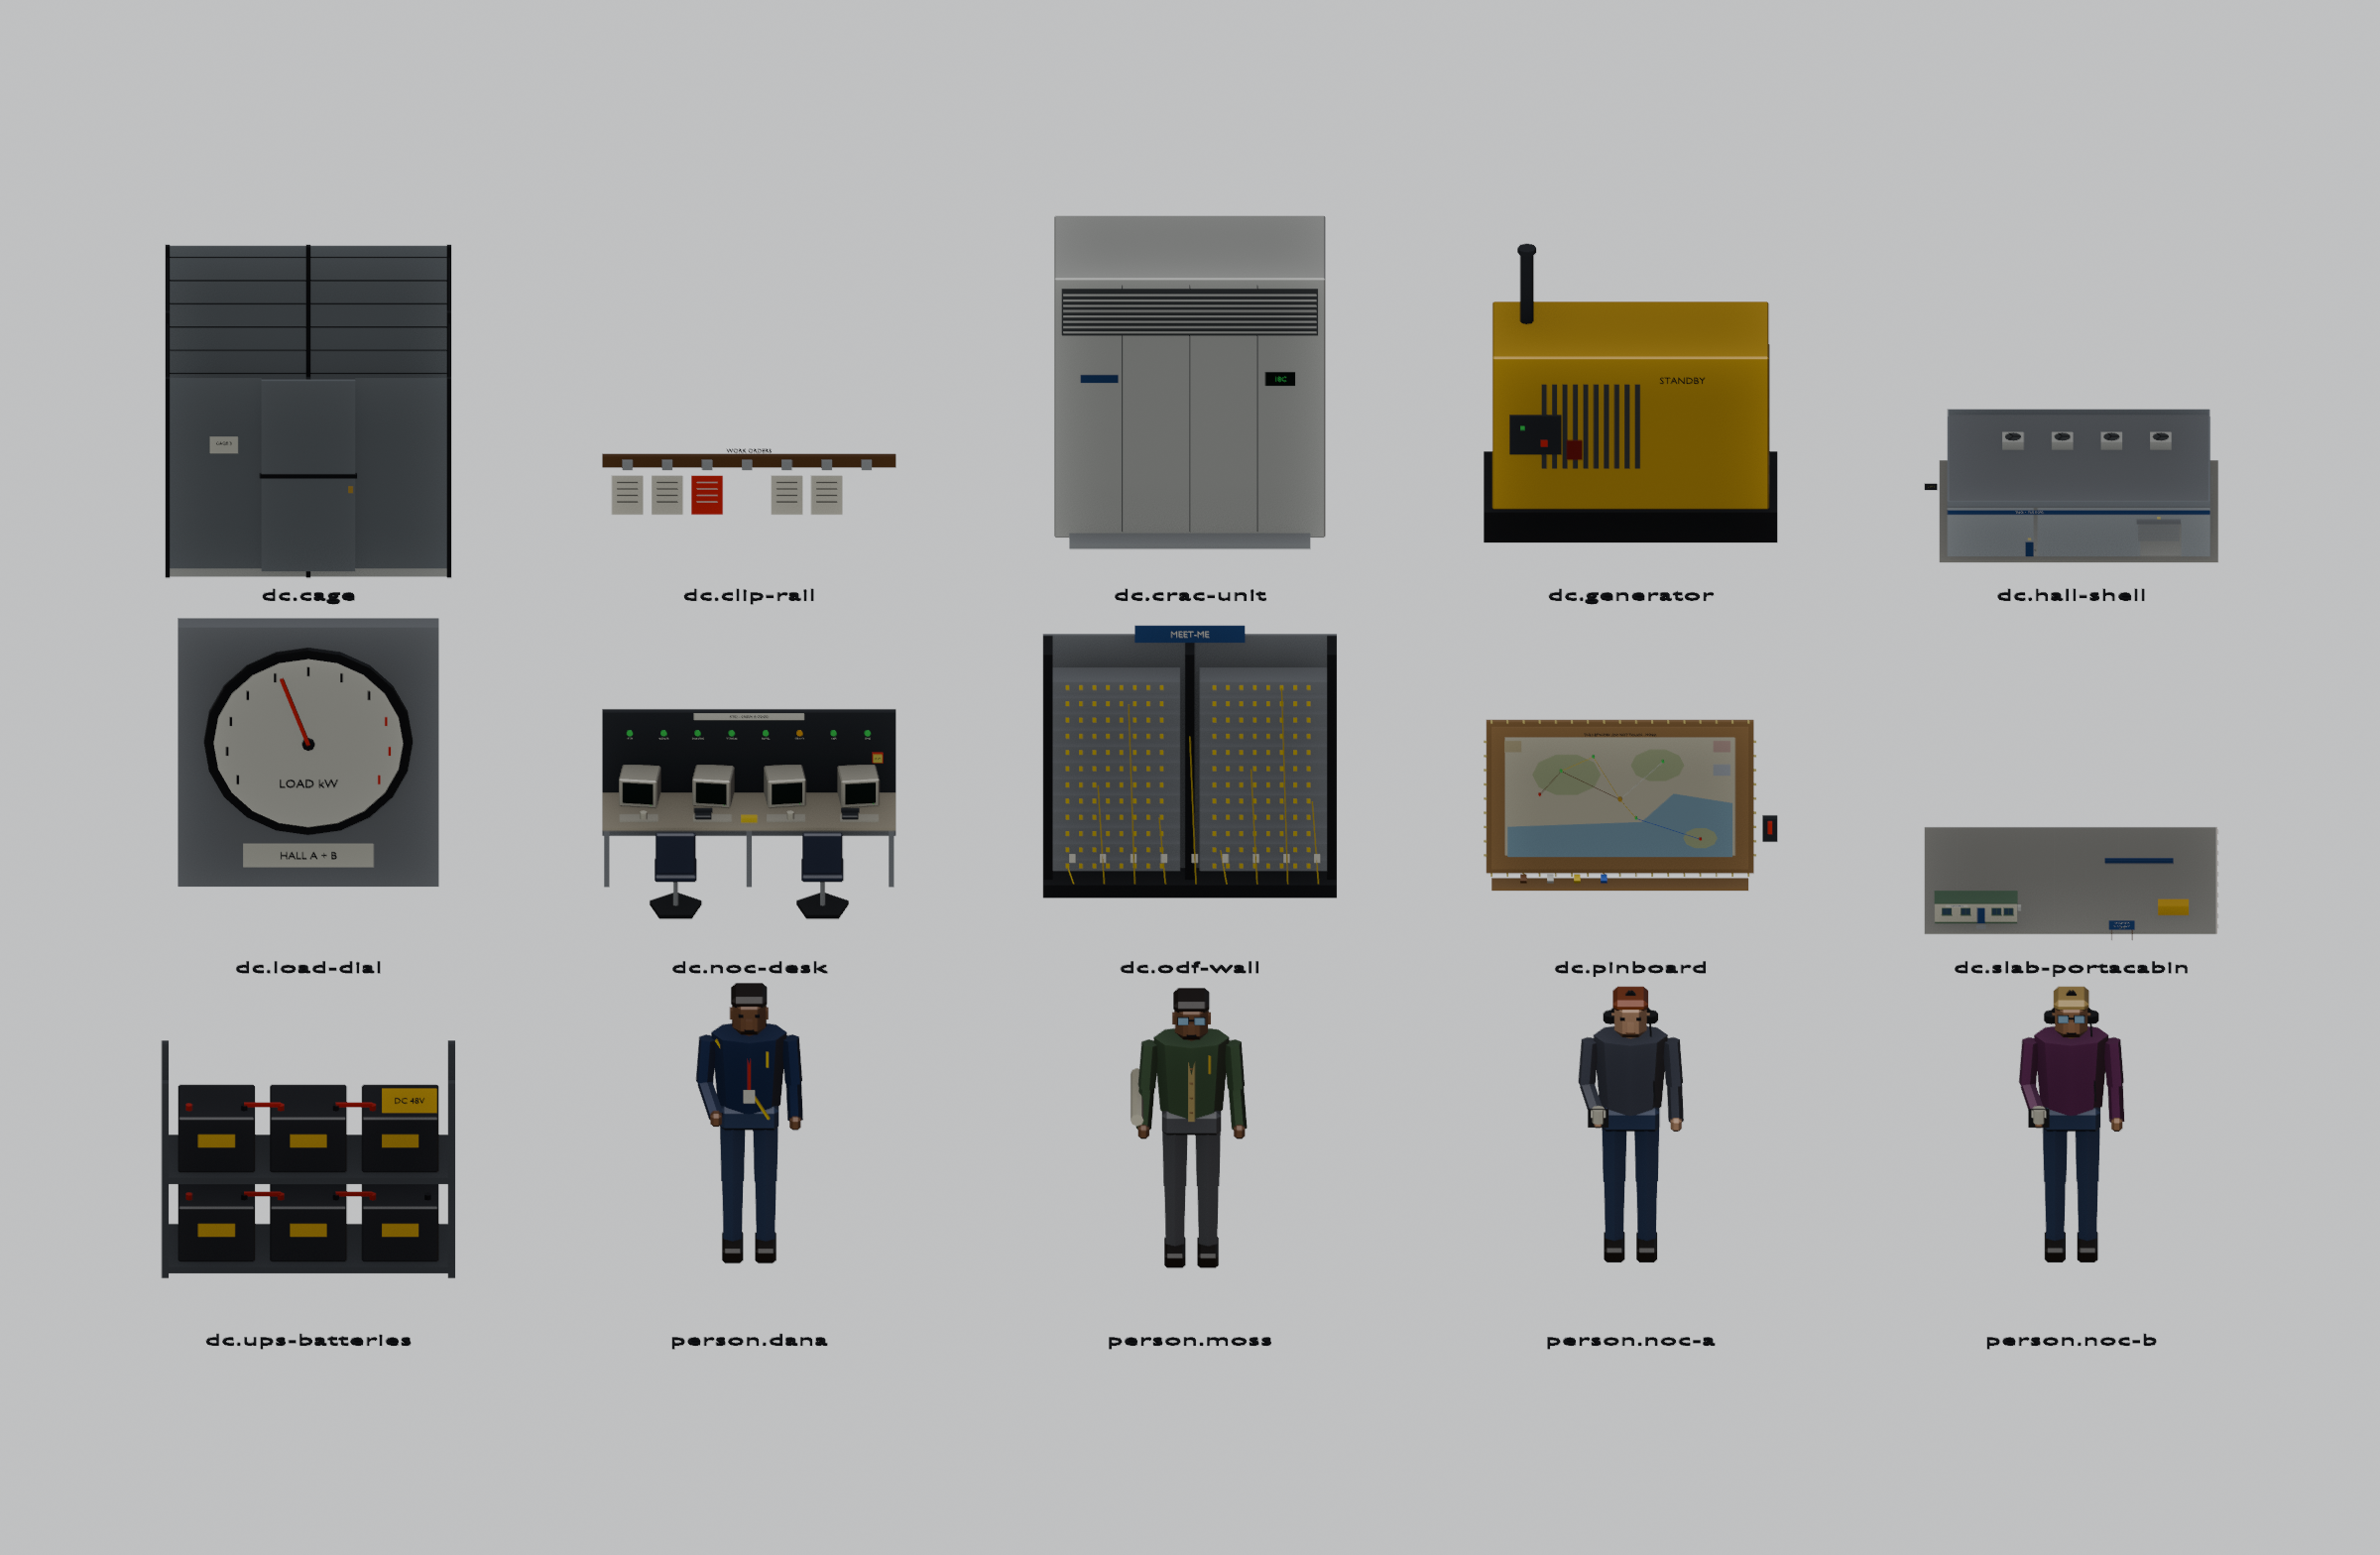 WORK ORDERS
STANDBY
dc.cage
dc.clip-rail
dc.crac-unit
dc.generator
dc.hall-shell
LOAD kW
HALL A + B
MEET-ME
dc.load-dial
dc.noc-desk
dc.odf-wall
dc.pinboard
dc.slab-portacabin
DC 48V
dc.ups-batteries
person.dana
person.moss
person.noc-a
person.noc-b